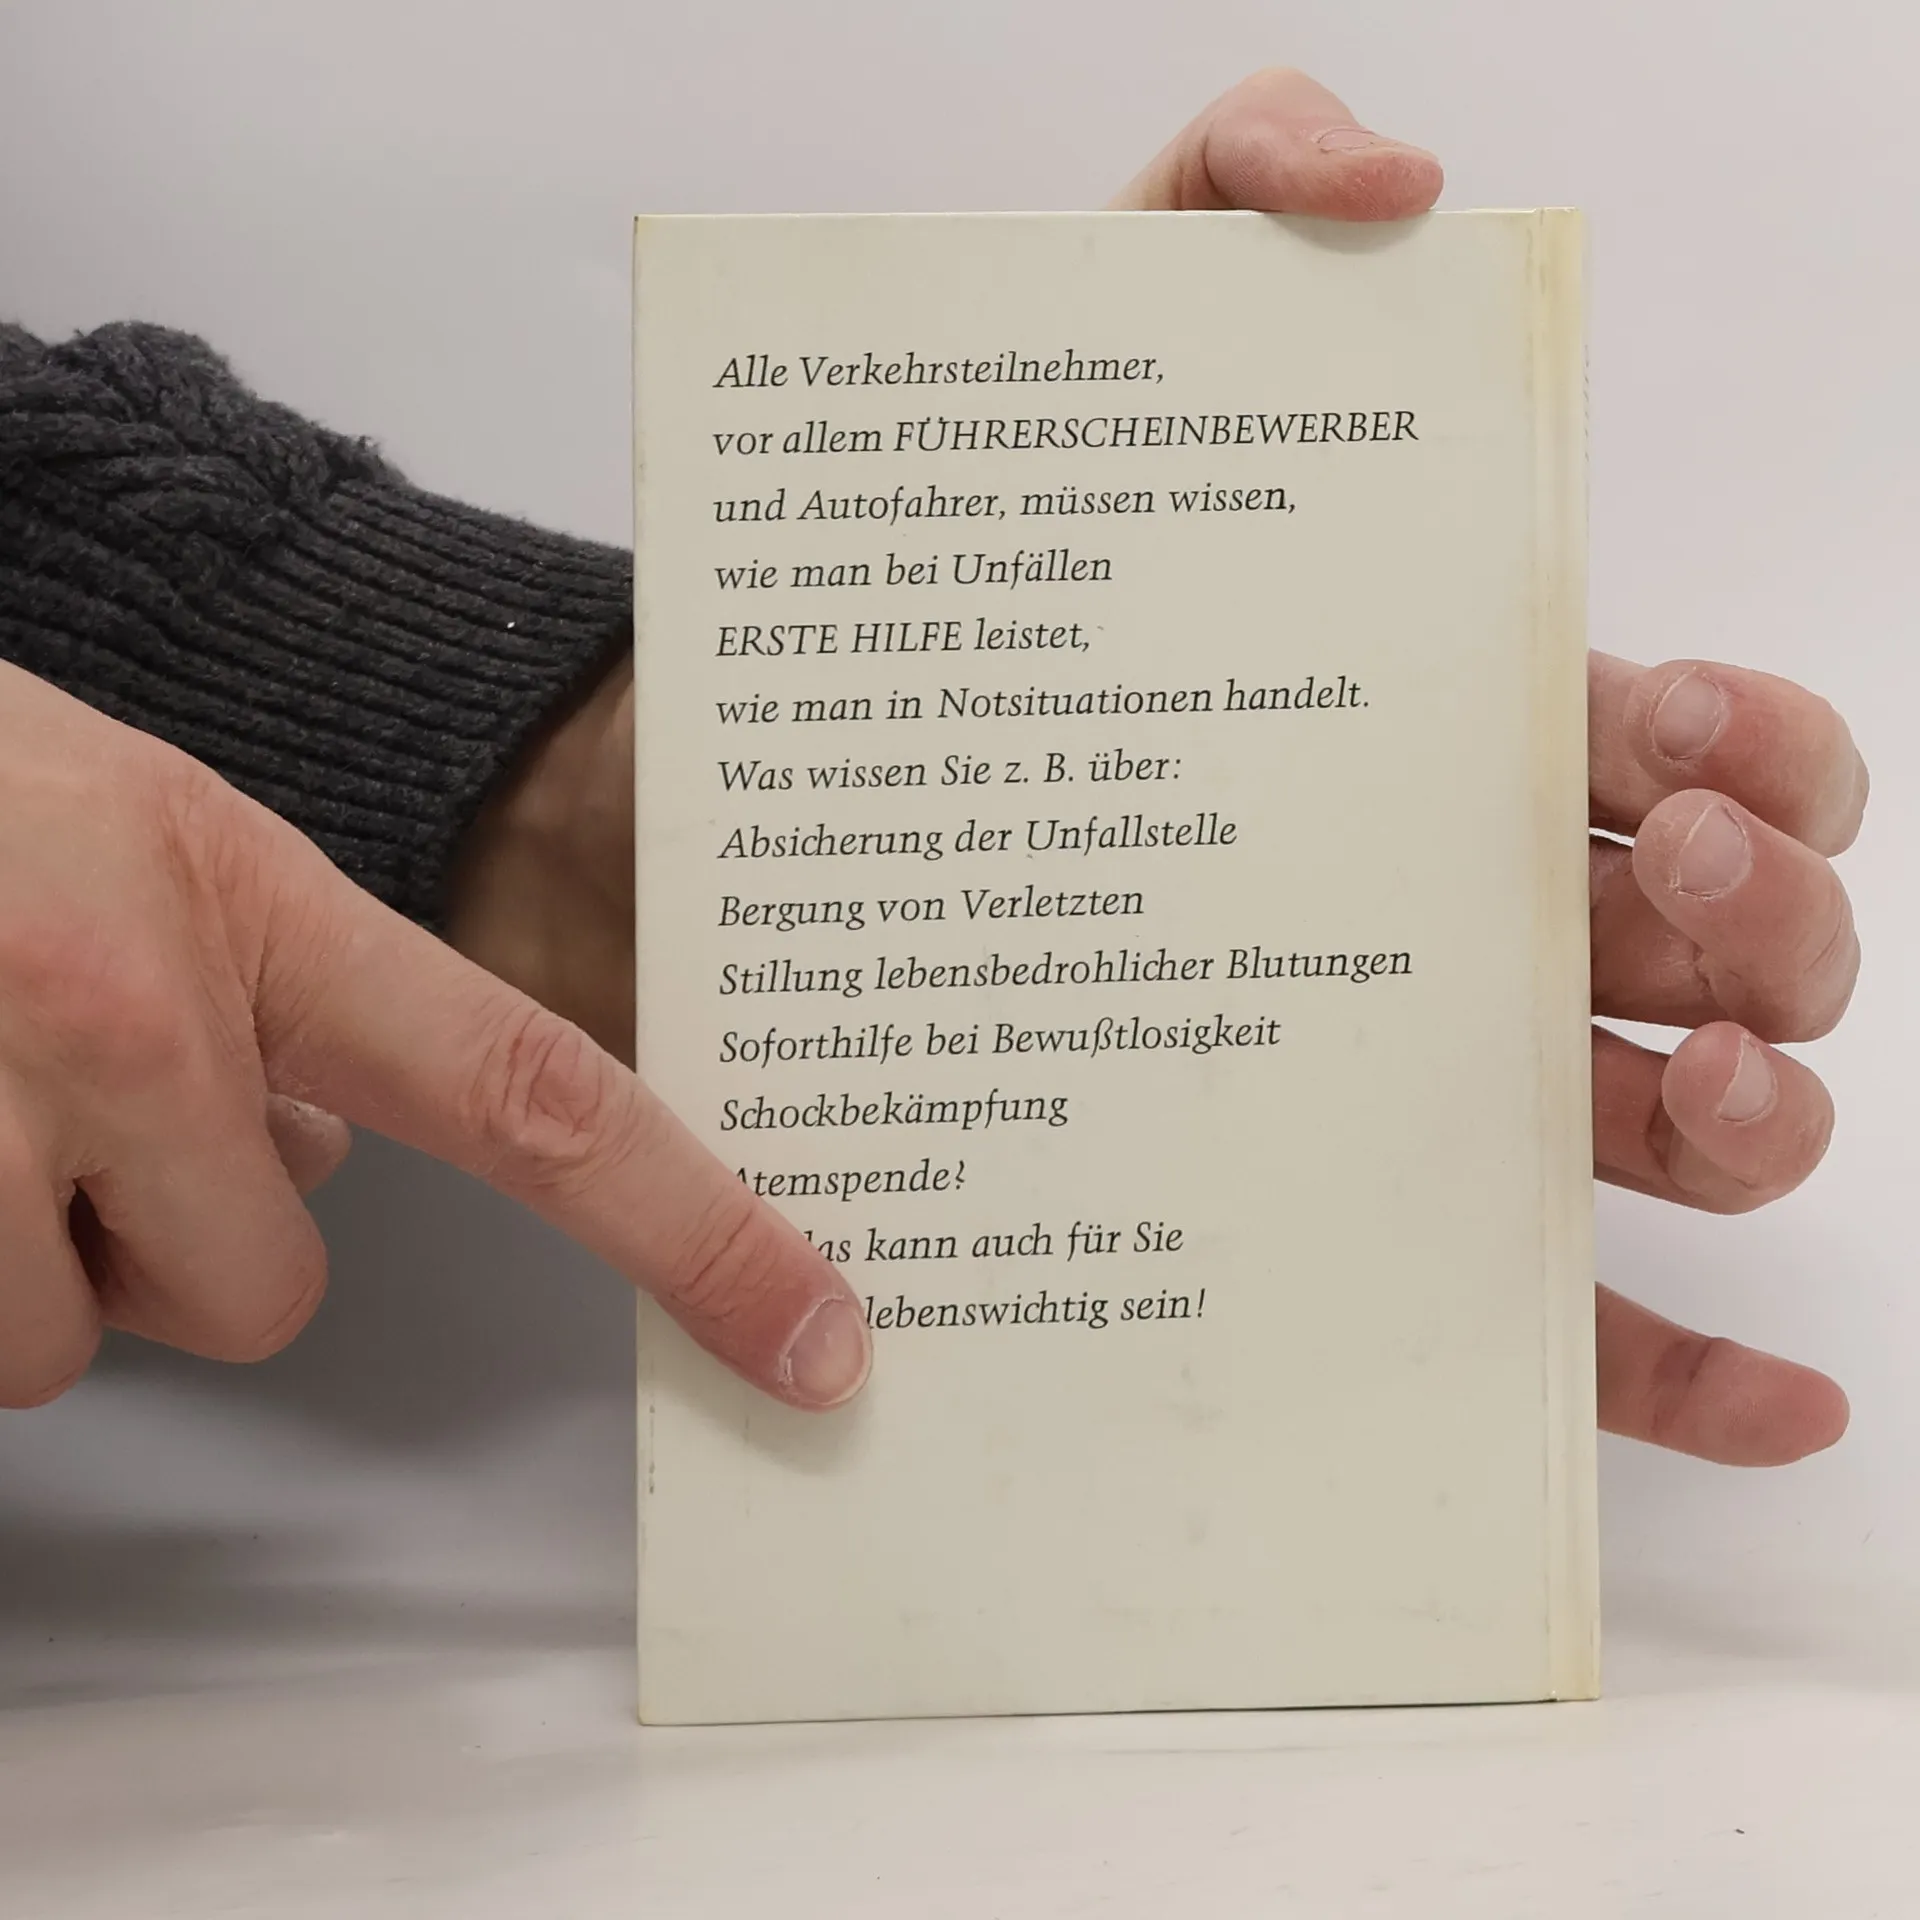 Alle Verkehrsteilnehmer,
vor allem FÜHRERSCHEINBEWERBER
und Autofahrer, müssen wissen,
wie man bei Unfällen
ERSTE HILFE leistet,
wie man in Notsituationen handelt.
Was wissen Sie z. B. über:
Absicherung der Unfallstelle
Bergung von Verletzten
Stillung lebensbedrohlicher Blutungen
Soforthilfe bei Bewußtlosigkeit
Schockbekämpfung
Atemspende?
kann auch für Sie
lebenswichtig sein!